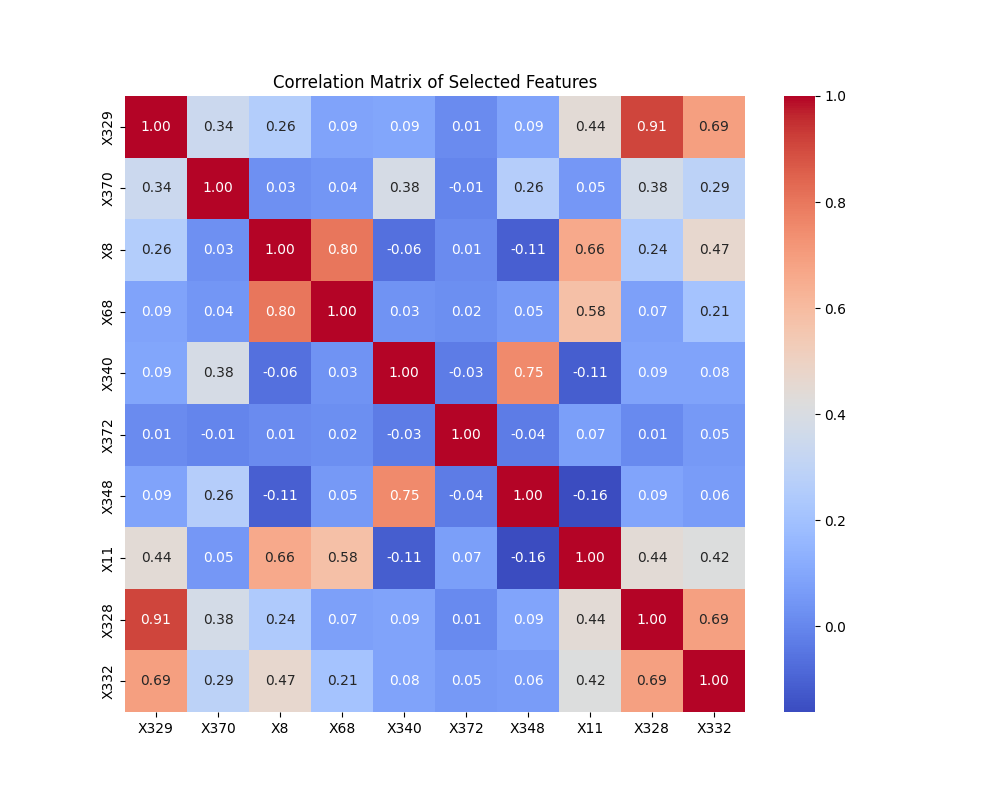 Correlation Matrix of Selected Features
X329 1.00 0.34 0.26 0.09 0.09 0.01 0.09 0.44 0.91 0.69
X370 0.34 1.00 0.03 0.04 0.38 -0.01 0.26 0.05 0.38 0.29
X8 0.26 0.03 1.00 0.80 -0.06 0.01 -0.11 0.66 0.24 0.47
X68 0.09 0.04 0.80 1.00 0.03 0.02 0.05 0.58 0.07 0.21
X340 0.09 0.38 -0.06 0.03 1.00 -0.03 0.75 -0.11 0.09 0.08
X372 0.01 -0.01 0.01 0.02 -0.03 1.00 -0.04 0.07 0.01 0.05
X348 0.09 0.26 -0.11 0.05 0.75 -0.04 1.00 -0.16 0.09 0.06
X11 0.44 0.05 0.66 0.58 -0.11 0.07 -0.16 1.00 0.44 0.42
X328 0.91 0.38 0.24 0.07 0.09 0.01 0.09 0.44 1.00 0.69
X332 0.69 0.29 0.47 0.21 0.08 0.05 0.06 0.42 0.69 1.00
X329 X370 X8 X68 X340 X372 X348 X11 X328 X332
1.0
0.8
0.6
0.4
0.2
0.0